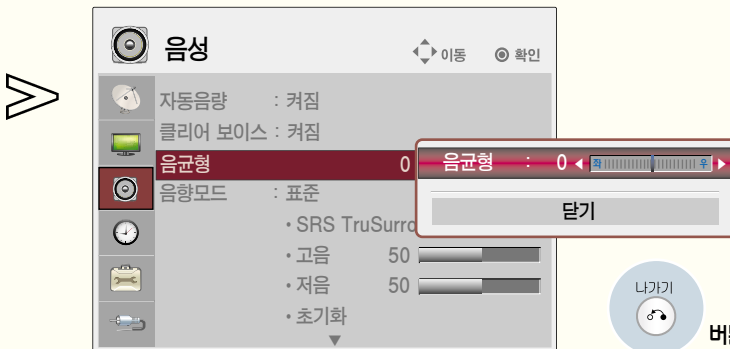 음성
이동 확인
자동음량 : 켜짐
클리어 보이스 : 켜짐
음균형 0
음균형 : 0 좌 우
닫기
음향모드 : 표준
• SRS TruSurro
• 고음 50
• 저음 50
• 초기화
나가기